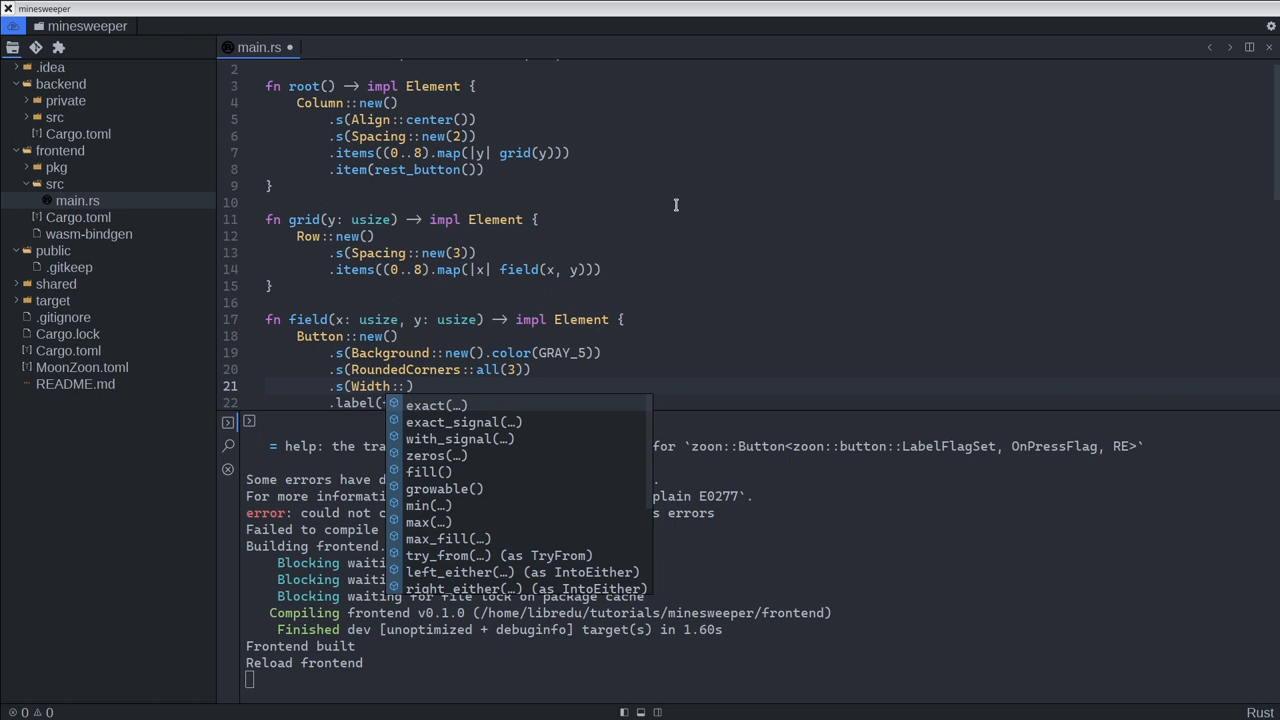 minesweeper
minesweeper
.idea
backend
private
src
Cargo.toml
frontend
pkg
src
main.rs
Cargo.toml
wasm-bindgen
public
.gitkeep
shared
target
.gitignore
Cargo.lock
Cargo.toml
MoonZoon.toml
README.md
main.rs
2
3 fn root() -> impl Element {
4 Column::new()
5 .s(Align::center())
6 .s(Spacing::new(2))
7 .items((0..8).map(|y| grid(y)))
8 .item(rest_button())
9 }
10
11 fn grid(y: usize) -> impl Element {
12 Row::new()
13 .s(Spacing::new(3))
14 .items((0..8).map(|x| field(x, y)))
15 }
16
17 fn field(x: usize, y: usize) -> impl Element {
18 Button::new()
19 .s(Background::new().color(GRAY_5))
20 .s(RoundedCorners::all(3))
21 .s(Width::)
22 .label(
exact(…)
exact_signal(…)
with_signal(…)
zeros(…)
fill()
growable()
min(…)
max(…)
max_fill(…)
try_from(…) (as TryFrom)
left_either(…) (as IntoEither)
right_either(…) (as IntoEither)
= help: the tra for `zoon::Button<zoon::button::LabelFlagSet, OnPressFlag, RE>`
Some errors have d .
For more informati plain E0277`.
error: could not c s errors
Failed to compile
Building frontend.
Blocking waiti
Blocking waiti
Blocking waiting for file lock on package cache
Compiling frontend v0.1.0 (/home/libredu/tutorials/minesweeper/frontend)
Finished dev [unoptimized + debuginfo] target(s) in 1.60s
Frontend built
Reload frontend
0 0
Rust